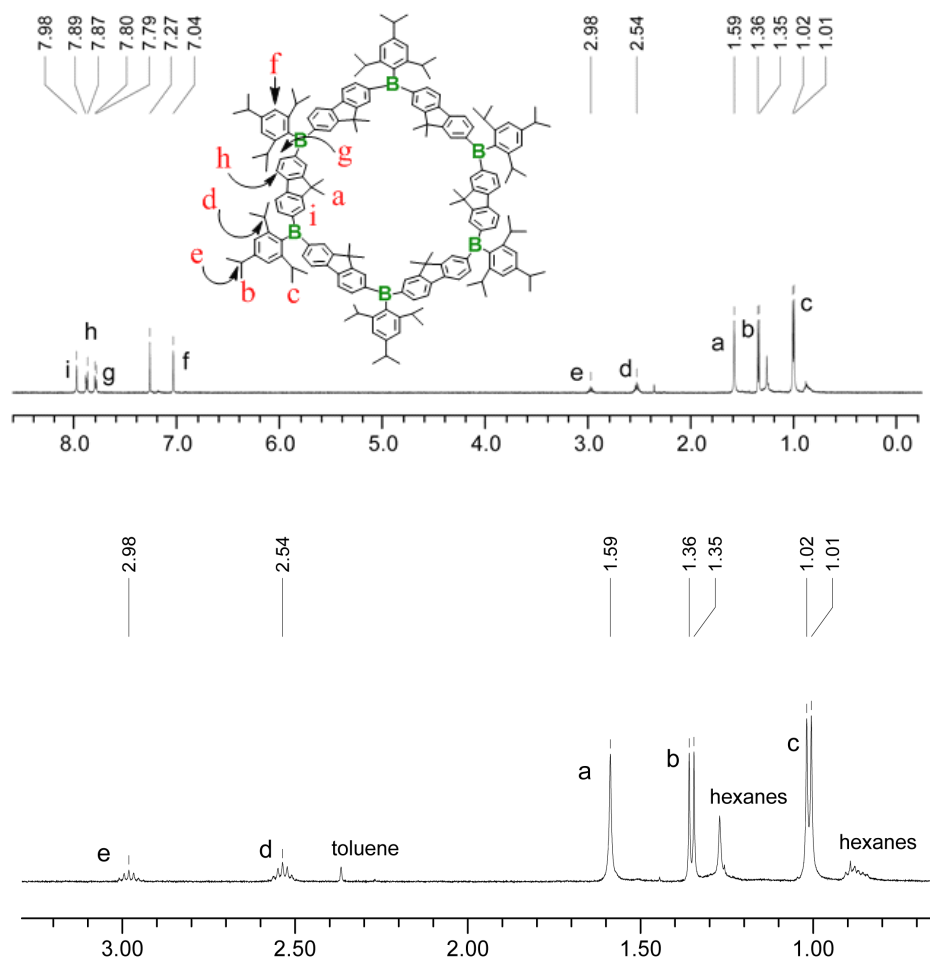 7.98
7.89
7.87
7.80
7.79
7.27
7.04
2.98
2.54
1.59
1.36
1.35
1.02
1.01
f
B
B
g
B
h
d
a
i
B
B
e
b
c
B
h
i
g
f
e
d
a
b
c
8.0 7.0 6.0 5.0 4.0 3.0 2.0 1.0 0.0
2.98
2.54
1.59
1.36
1.35
1.02
1.01
e
d
toluene
a
b
hexanes
c
hexanes
3.00 2.50 2.00 1.50 1.00